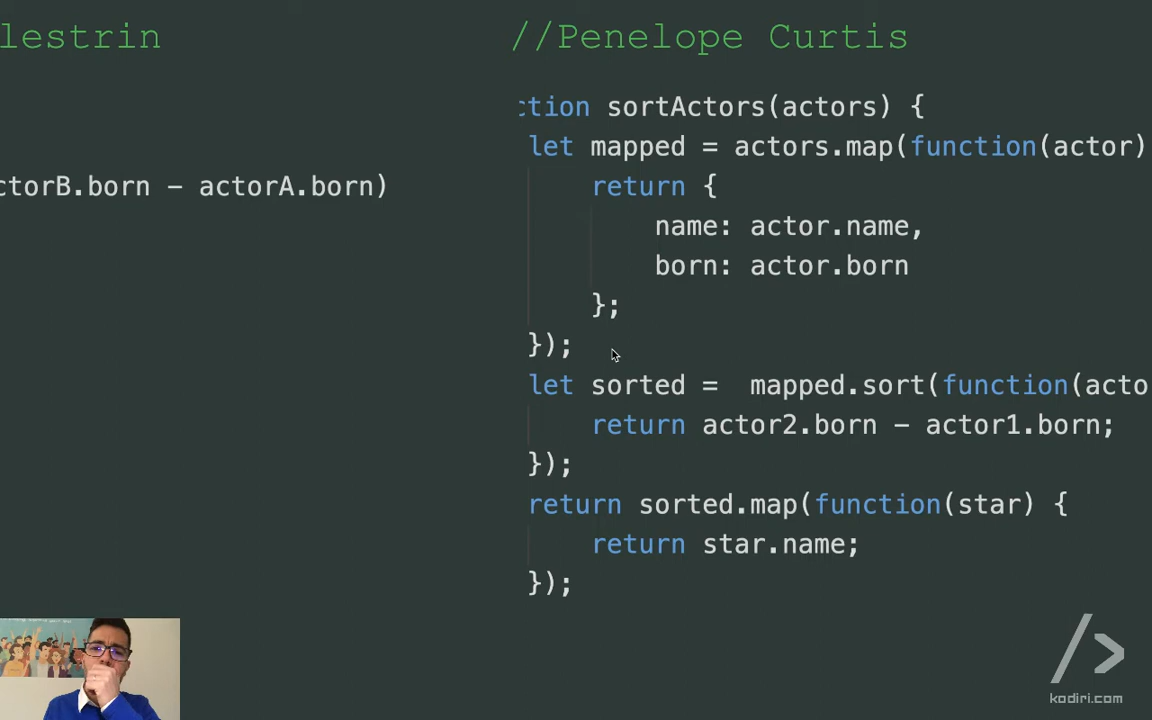 lestrin
ctorB.born - actorA.born)
//Penelope Curtis
ction sortActors(actors) {
let mapped = actors.map(function(actor)
return {
name: actor.name,
born: actor.born
};
});
let sorted =  mapped.sort(function(acto
return actor2.born - actor1.born;
});
return sorted.map(function(star) {
return star.name;
});
kodiri.com